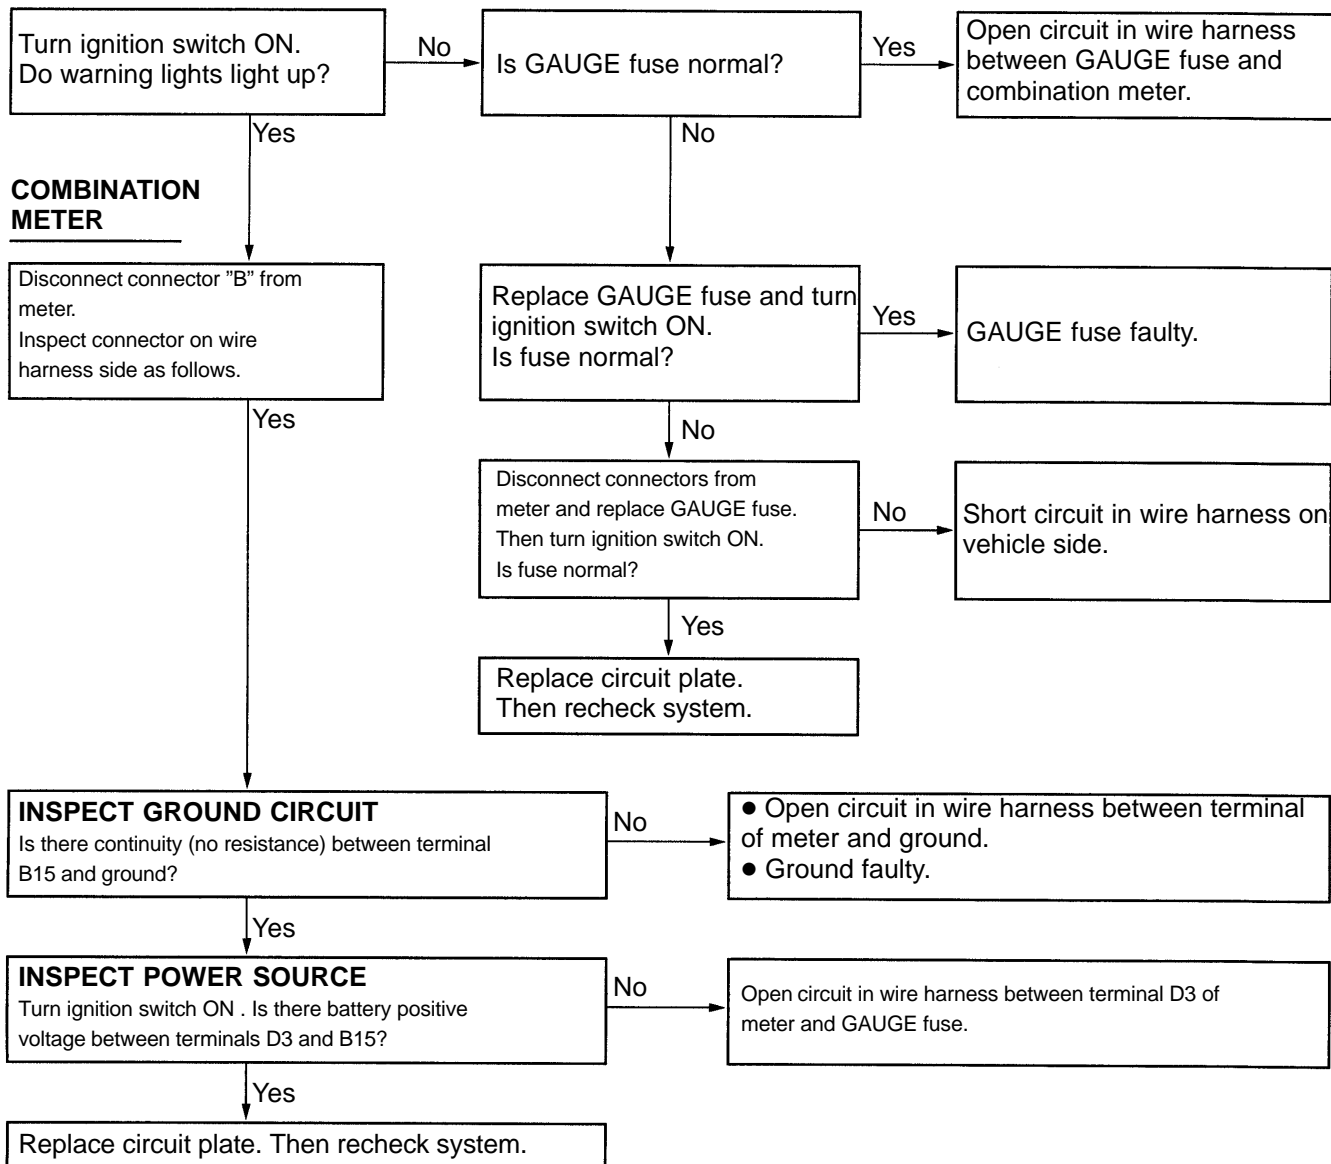 Turn ignition switch ON.
Do warning lights light up?
No
Is GAUGE fuse normal?
Yes
Open circuit in wire harness
between GAUGE fuse and
combination meter.
Yes
No
COMBINATION
METER
Disconnect connector ”B” from
meter.
Inspect connector on wire
harness side as follows.
Replace GAUGE fuse and turn
ignition switch ON.
Is fuse normal?
Yes
GAUGE fuse faulty.
Yes
No
Disconnect connectors from
meter and replace GAUGE fuse.
Then turn ignition switch ON.
Is fuse normal?
No
Short circuit in wire harness on
vehicle side.
Yes
Replace circuit plate.
Then recheck system.
INSPECT GROUND CIRCUIT
Is there continuity (no resistance) between terminal
B15 and ground?
No
● Open circuit in wire harness between terminal
of meter and ground.
● Ground faulty.
Yes
INSPECT POWER SOURCE
Turn ignition switch ON . Is there battery positive
voltage between terminals D3 and B15?
No
Open circuit in wire harness between terminal D3 of
meter and GAUGE fuse.
Yes
Replace circuit plate. Then recheck system.